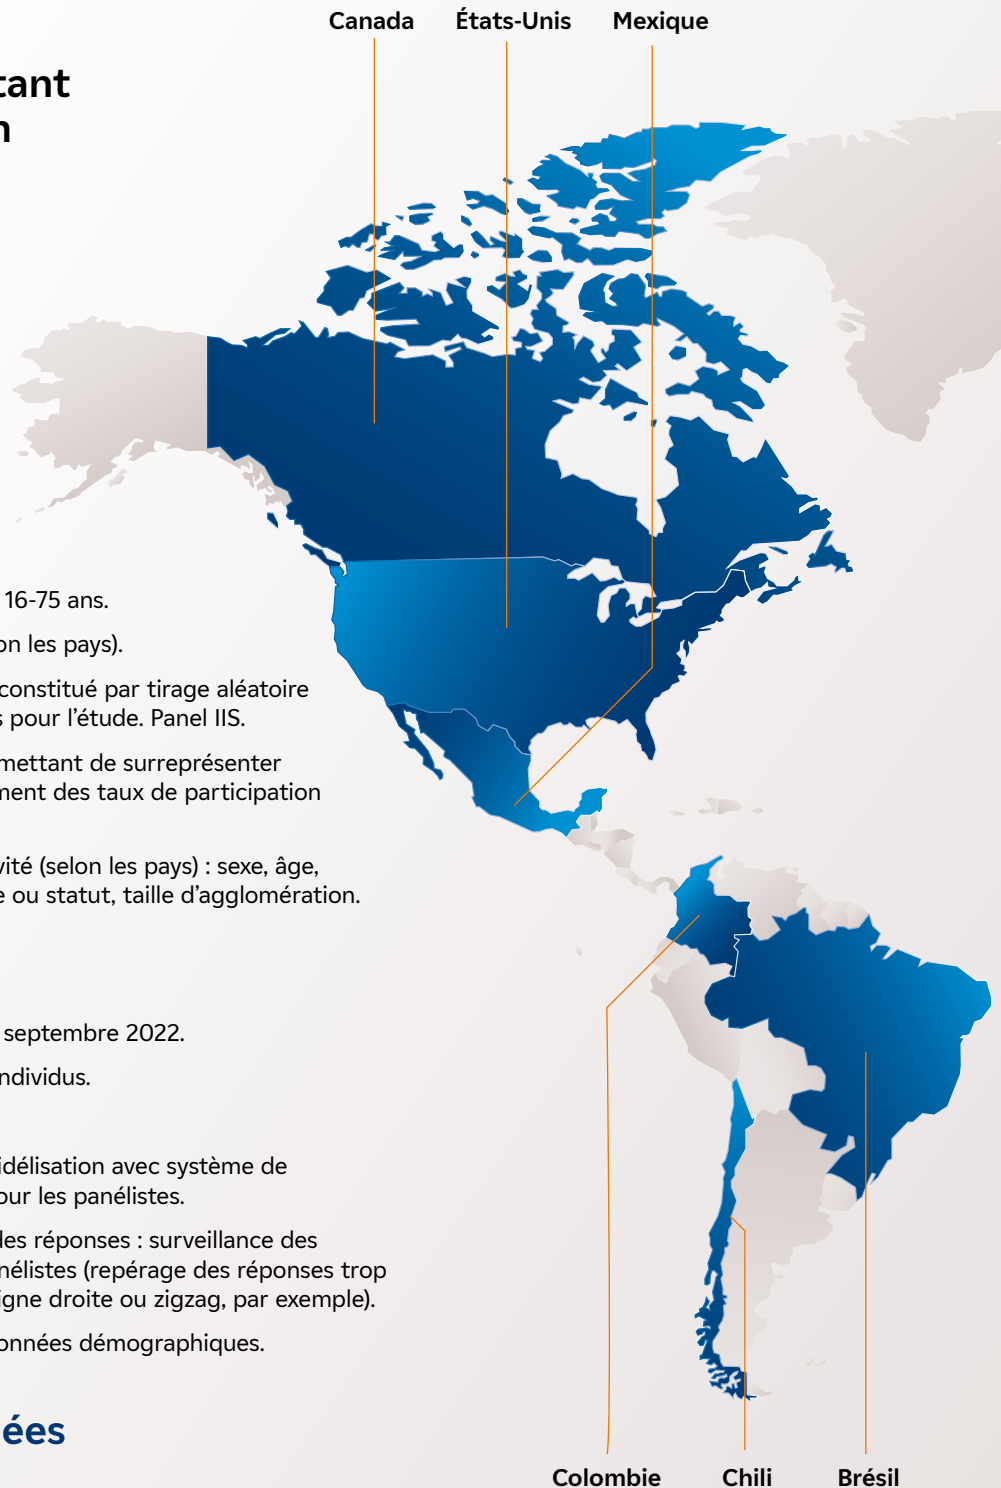 Canada États-Unis Mexique
tant
n
16-75 ans.
on les pays).
constitué par tirage aléatoire
s pour l’étude. Panel IIS.
mettant de surreprésenter
ment des taux de participation
vité (selon les pays) : sexe, âge,
e ou statut, taille d’agglomération.
septembre 2022.
ndividus.
idélisation avec système de
our les panélistes.
des réponses : surveillance des
nélistes (repérage des réponses trop
igne droite ou zigzag, par exemple).
onnées démographiques.
ées
Colombie Chili Brésil